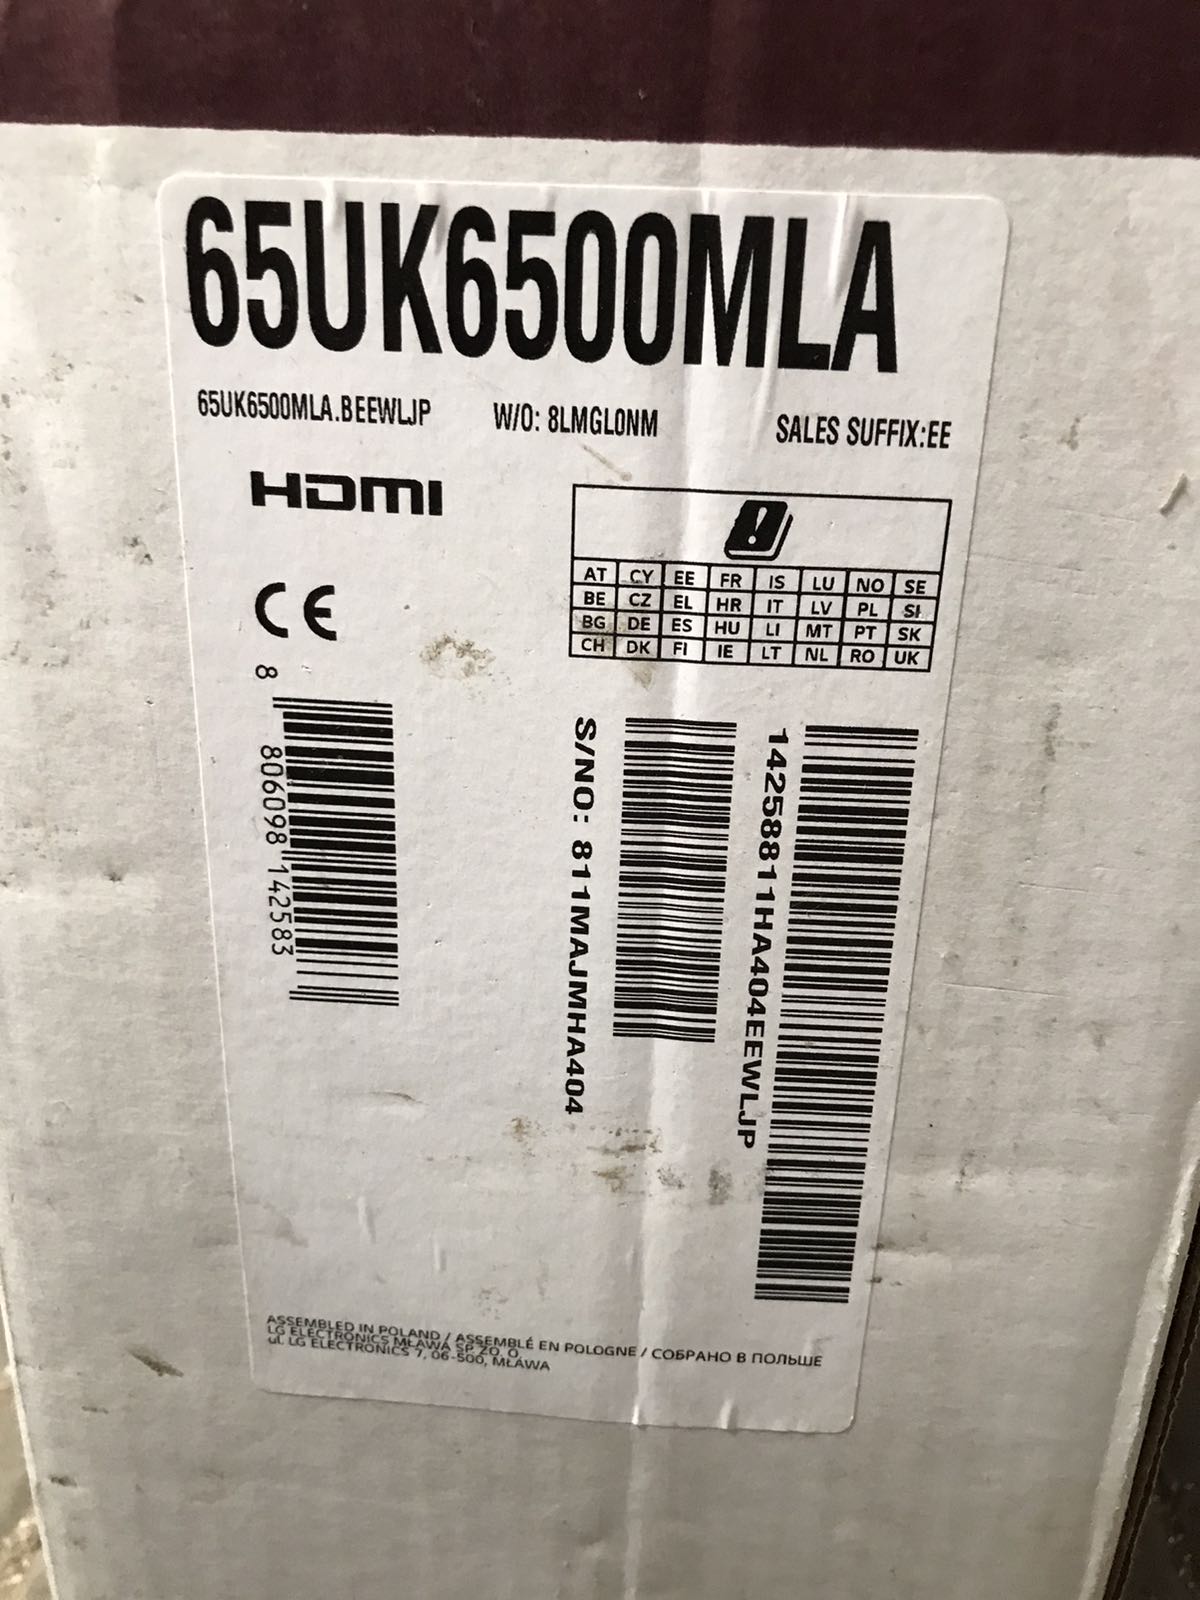 65UK6500MLA
65UK6500MLA.BEEWLJP W/O: 8LMGL0NM SALES SUFFIX:EE
HDMI
CE
AT CY EE FR IS LU NO SE
BE CZ EL HR IT LV PL SI
BG DE ES HU LI MT PT SK
CH DK FI IE LT NL RO UK
8 806098 142583
S/NO: 811MAJMHA404
14258811HA404EEWLJP
ASSEMBLED IN POLAND / ASSEMBLÉ EN POLOGNE / СОБРАНО В ПОЛЬШЕ
LG ELECTRONICS MŁAWA SP. ZO. O.
ul. LG ELECTRONICS 7, 06-500, MŁAWA